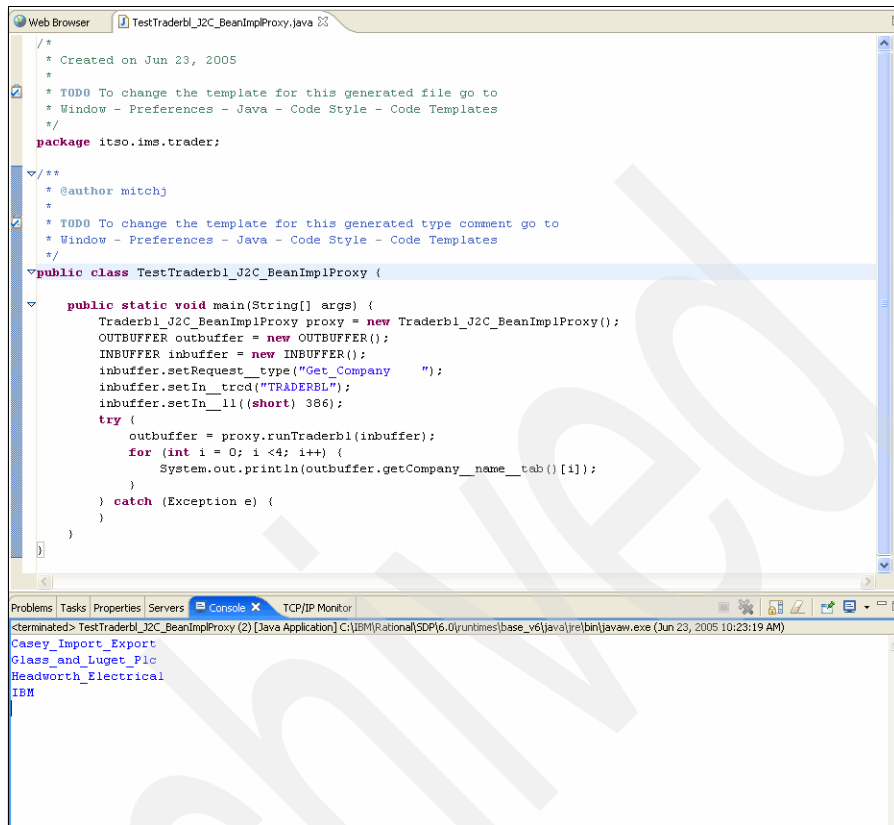 Web Browser TestTraderbl_J2C_BeanImplProxy.java
/*
* Created on Jun 23, 2005
*
* TODO To change the template for this generated file go to
* Window - Preferences - Java - Code Style - Code Templates
*/
package itso.ims.trader;
/**
* @author mitchj
*
* TODO To change the template for this generated type comment go to
* Window - Preferences - Java - Code Style - Code Templates
*/
public class TestTraderbl_J2C_BeanImplProxy {
public static void main(String[] args) {
Traderbl_J2C_BeanImplProxy proxy = new Traderbl_J2C_BeanImplProxy();
OUTBUFFER outbuffer = new OUTBUFFER();
INBUFFER inbuffer = new INBUFFER();
inbuffer.setRequest__type("Get_Company    ");
inbuffer.setIn__trcd("TRADERBL");
inbuffer.setIn__ll((short) 386);
try {
outbuffer = proxy.runTraderbl(inbuffer);
for (int i = 0; i <4; i++) {
System.out.println(outbuffer.getCompany__name__tab()[i]);
}
} catch (Exception e) {
}
}
}
Problems Tasks Properties Servers Console TCP/IP Monitor
<terminated> TestTraderbl_J2C_BeanImplProxy (2) [Java Application] C:\IBM\Rational\SDP\6.0\runtimes\base_v6\java\jre\bin\javaw.exe (Jun 23, 2005 10:23:19 AM)
Casey_Import_Export
Glass_and_Luget_Plc
Headworth_Electrical
IBM